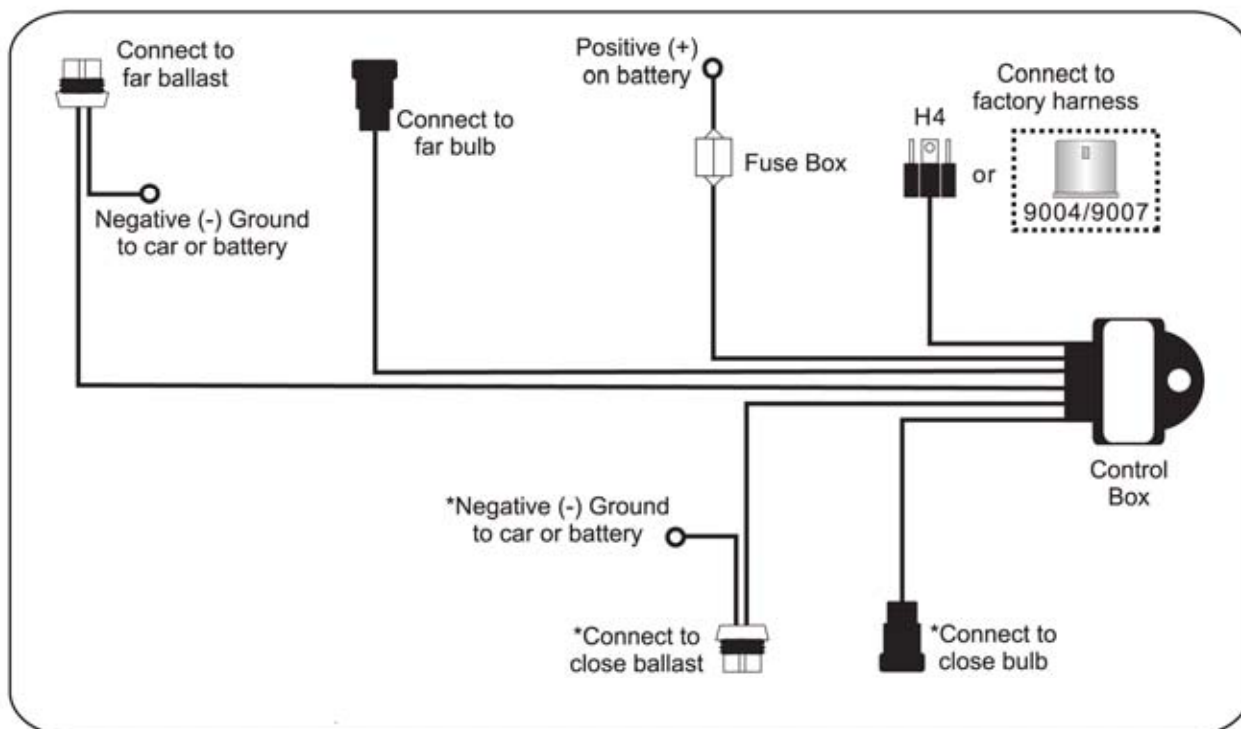 Connect to
far ballast
Connect to
far bulb
Positive (+)
on battery
Fuse Box
Connect to
factory harness
H4
or
9004/9007
Negative (-) Ground
to car or battery
Control
Box
*Negative (-) Ground
to car or battery
*Connect to
close ballast
*Connect to
close bulb